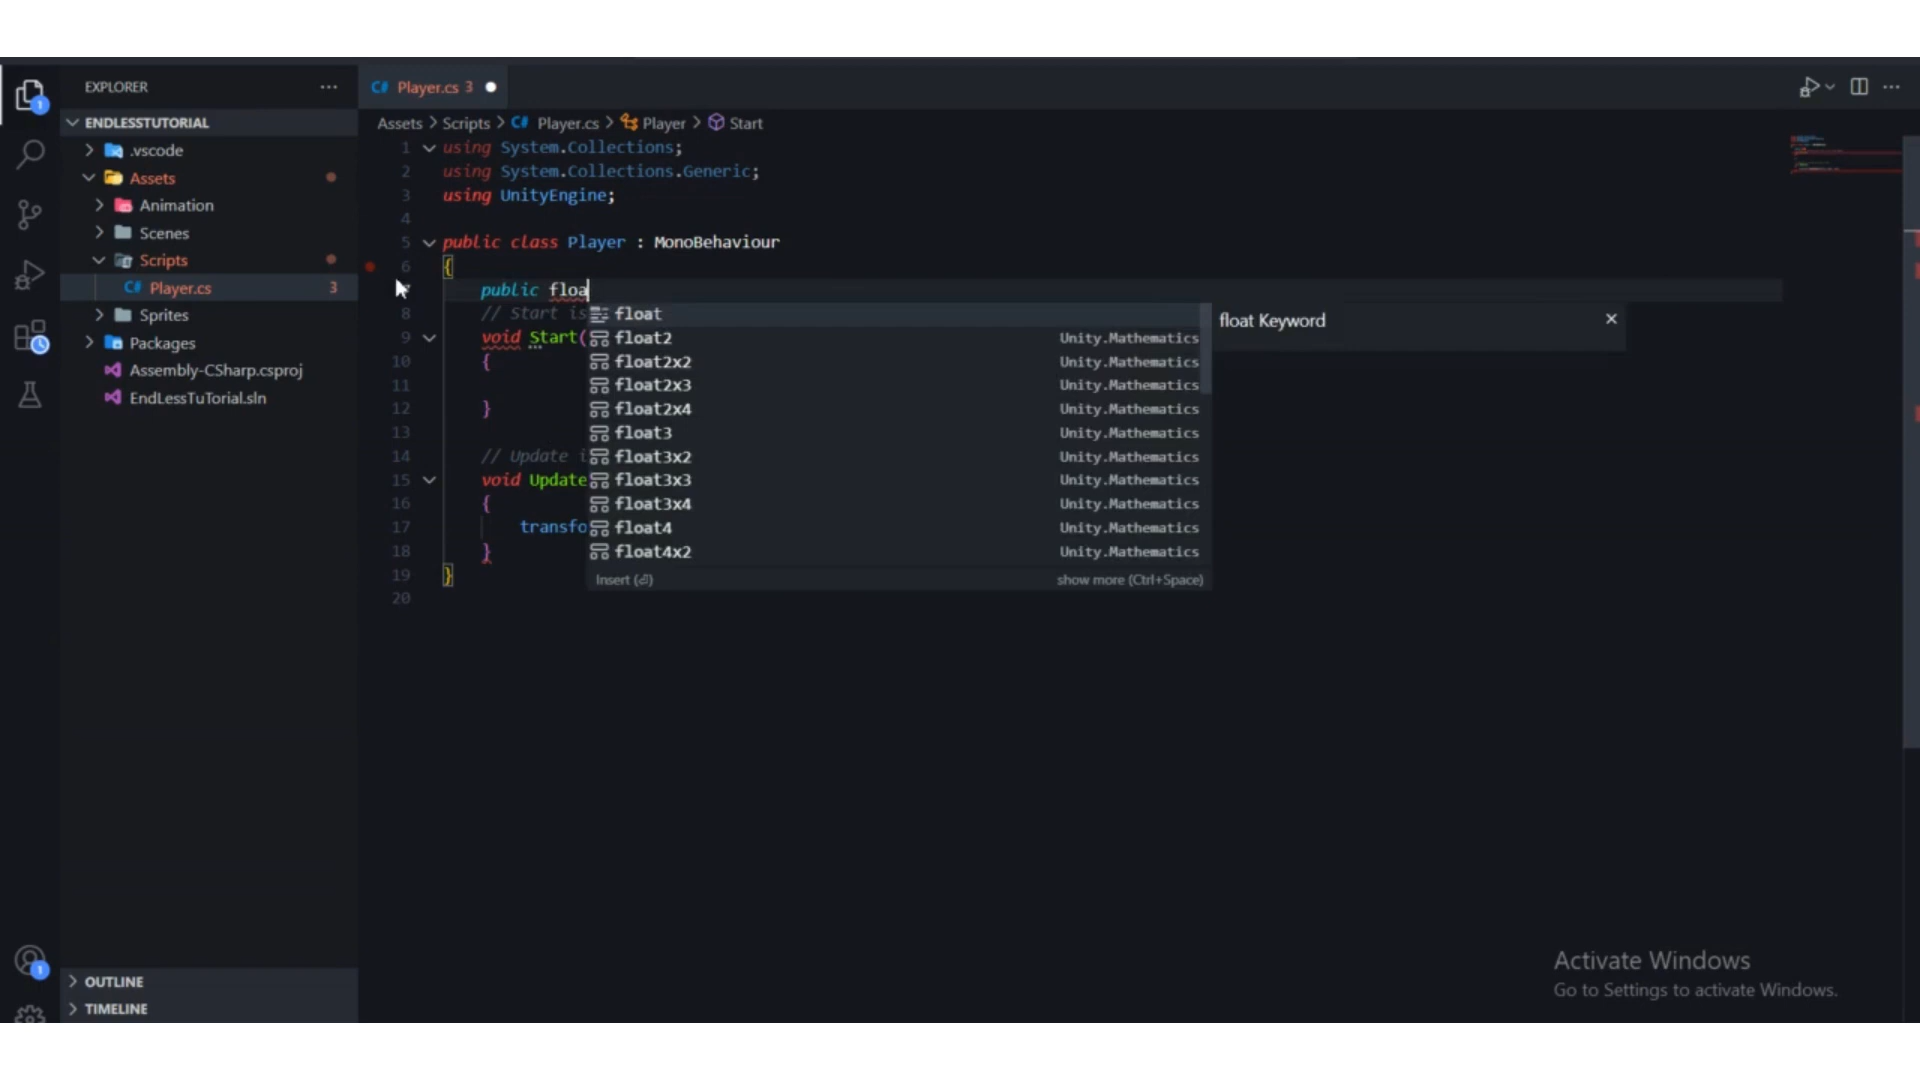 EXPLORER
ENDLESSTUTORIAL
.vscode
Assets
Animation
Scenes
Scripts
C# Player.cs 3
Sprites
Packages
Assembly-CSharp.csproj
EndLessTuTorial.sln
OUTLINE
TIMELINE
1
1
C# Player.cs 3
Assets > Scripts > C# Player.cs > Player > Start
1 using System.Collections;
2 using System.Collections.Generic;
3 using UnityEngine;
4
5 public class Player : MonoBehaviour
6 {
public floa
8 // Start is
9 void Start(
10 {
11
12 }
13
14 // Update i
15 void Update
16 {
17 transfo
18 }
19 }
20
float
float2 Unity.Mathematics
float2x2 Unity.Mathematics
float2x3 Unity.Mathematics
float2x4 Unity.Mathematics
float3 Unity.Mathematics
float3x2 Unity.Mathematics
float3x3 Unity.Mathematics
float3x4 Unity.Mathematics
float4 Unity.Mathematics
float4x2 Unity.Mathematics
Insert (⏎) show more (Ctrl+Space)
float Keyword
Activate Windows
Go to Settings to activate Windows.